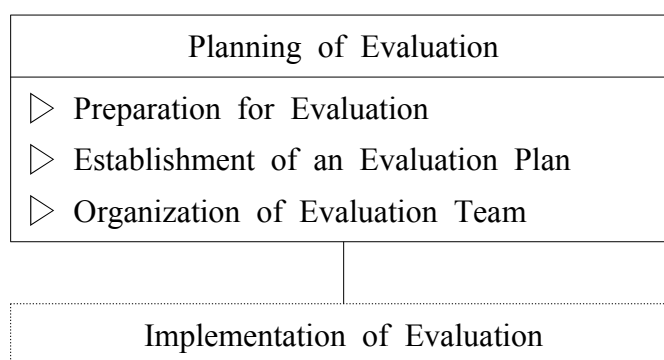 Planning of Evaluation
▷ Preparation for Evaluation
▷ Establishment of an Evaluation Plan
▷ Organization of Evaluation Team
Implementation of Evaluation